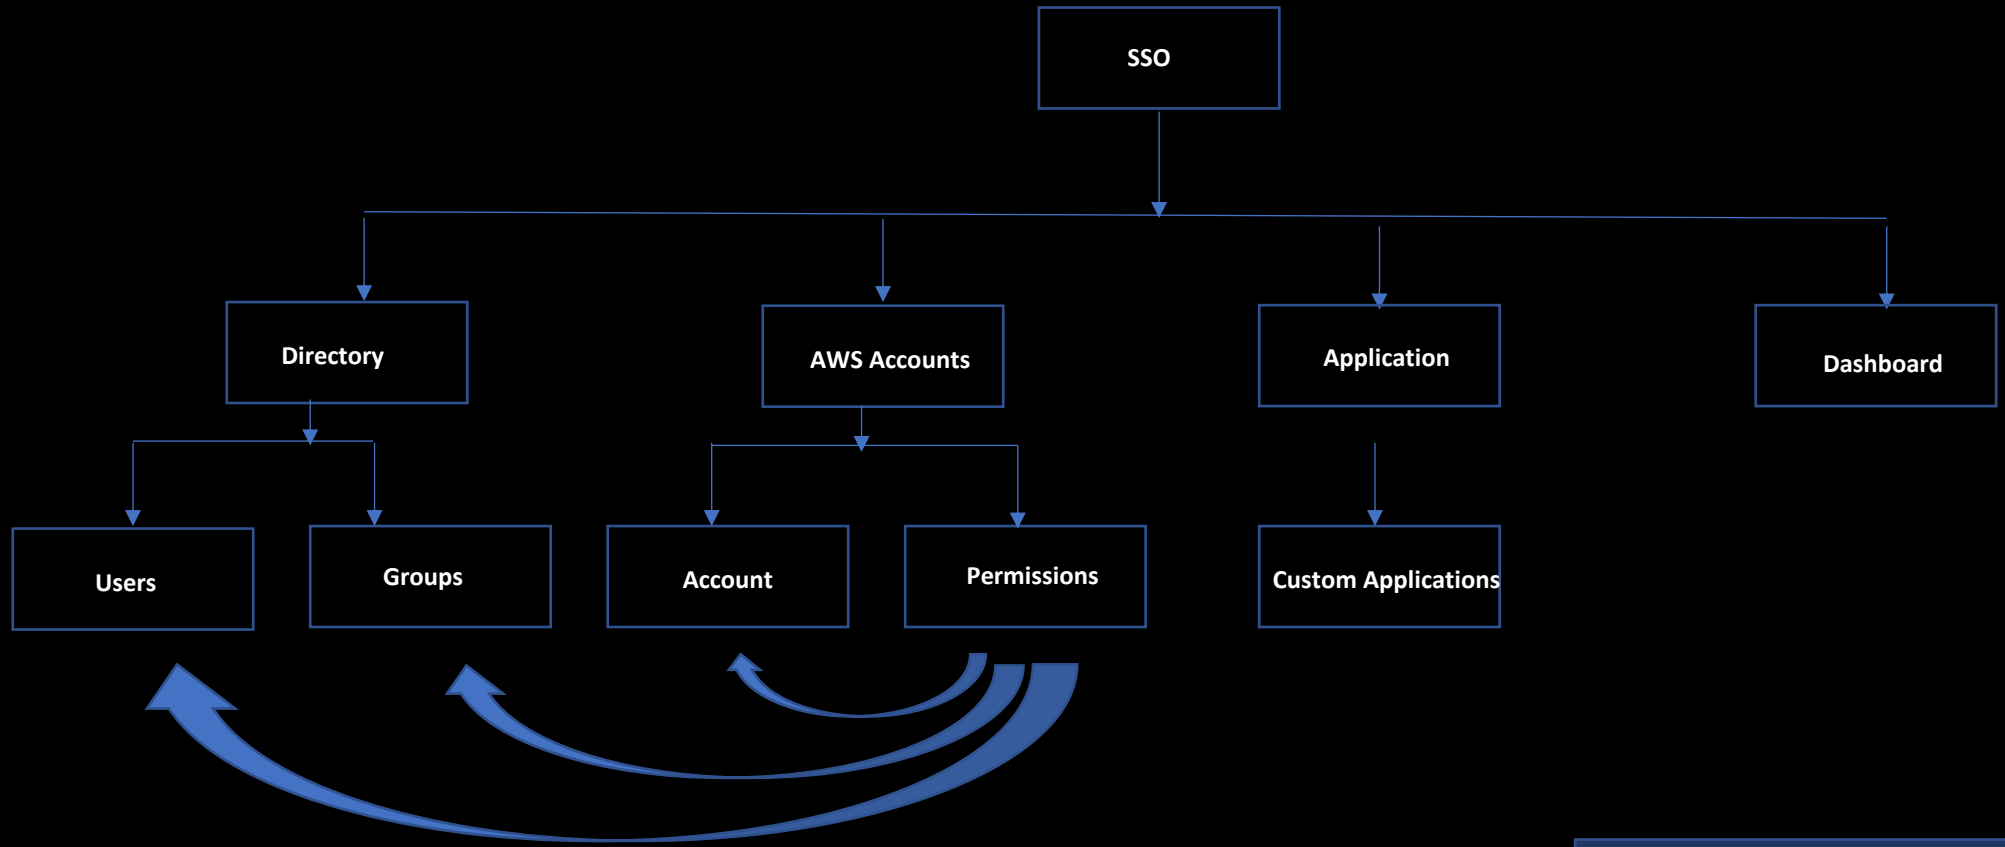 SSO
Directory
AWS Accounts
Application
Dashboard
Users
Groups
Account
Permissions
Custom Applications